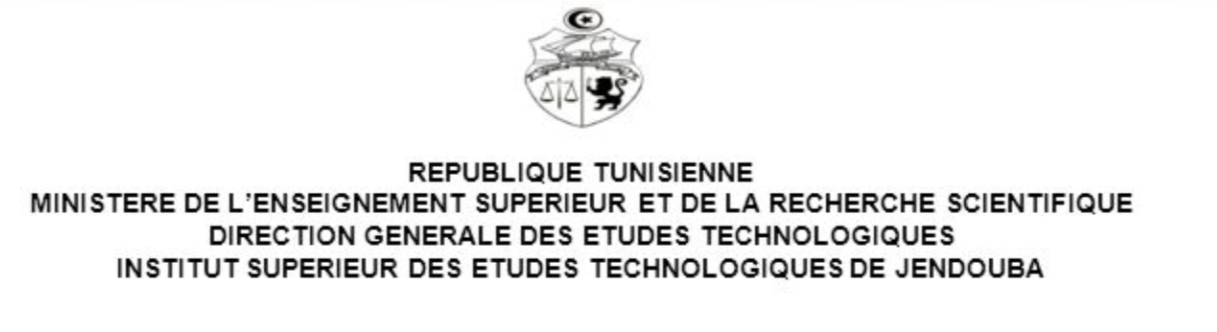 REPUBLIQUE TUNISIENNE
MINISTERE DE L'ENSEIGNEMENT SUPERIEUR ET DE LA RECHERCHE SCIENTIFIQUE
DIRECTION GENERALE DES ETUDES TECHNOLOGIQUES
INSTITUT SUPERIEUR DES ETUDES TECHNOLOGIQUES DE JENDOUBA